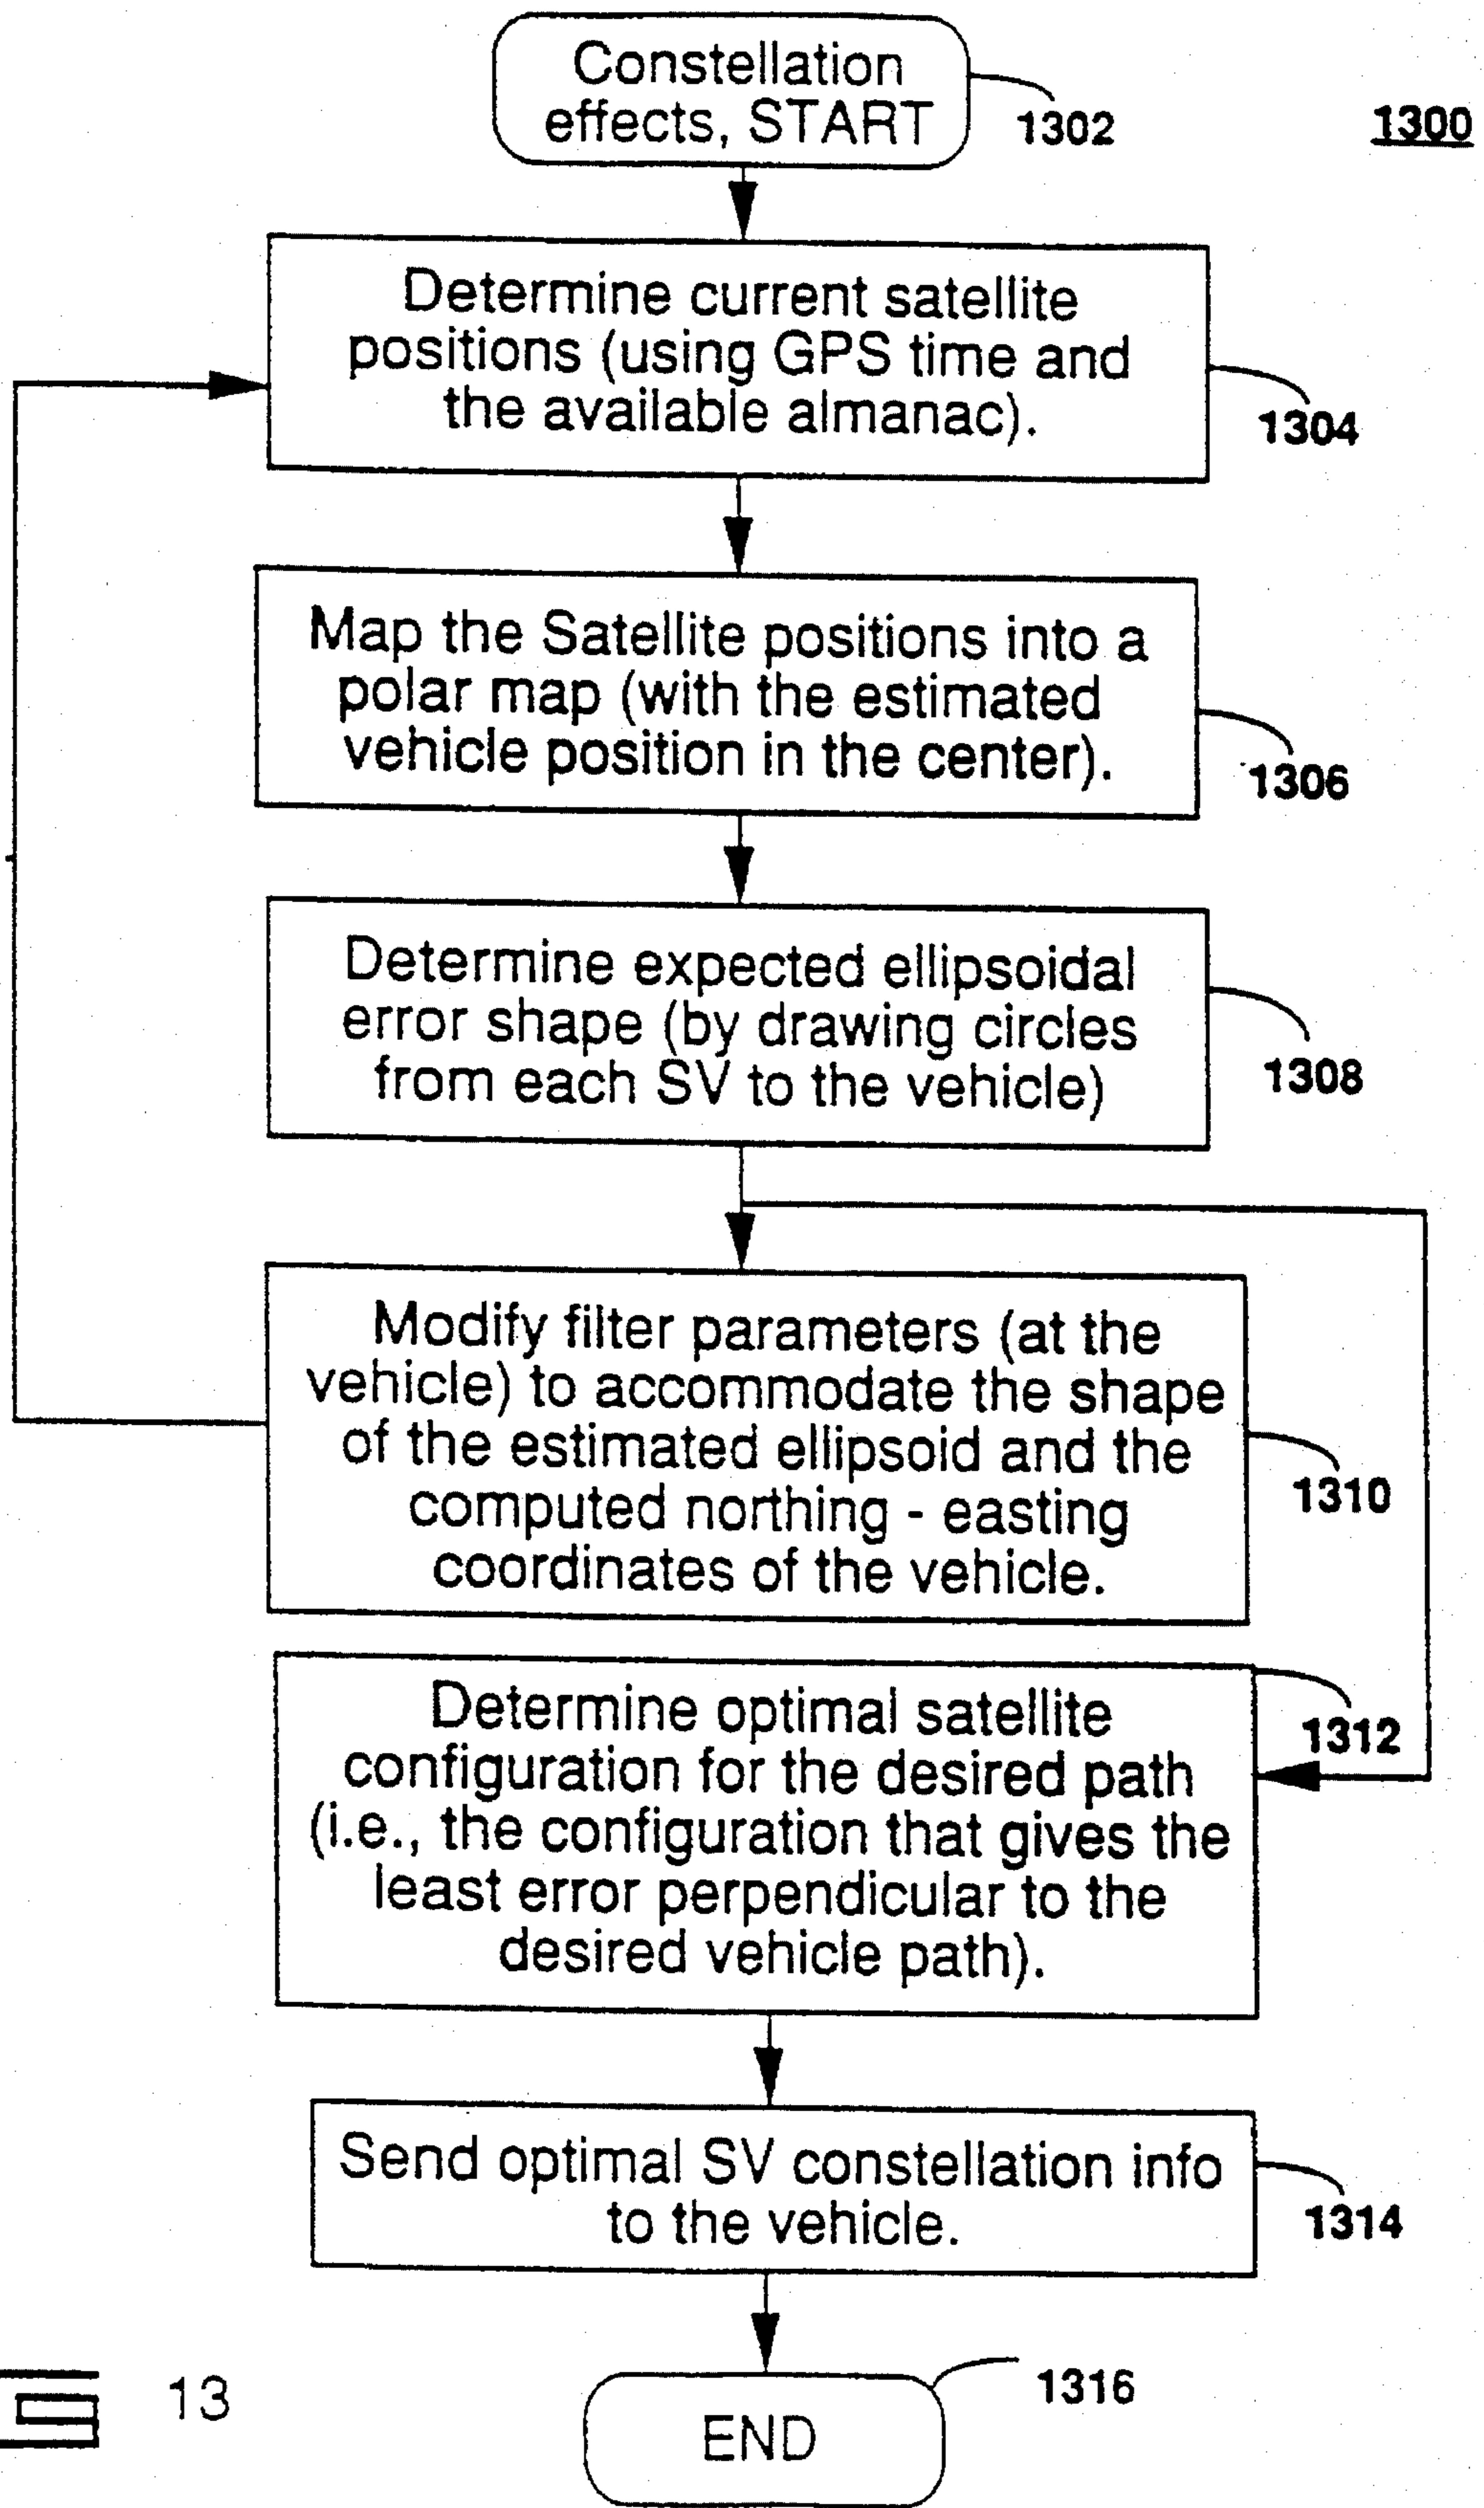 Constellation
effects, START
1302
1300
Determine current satellite
positions (using GPS time and
the available almanac).
1304
Map the Satellite positions into a
polar map (with the estimated
vehicle position in the center).
1306
Determine expected ellipsoidal
error shape (by drawing circles
from each SV to the vehicle)
1308
Modify filter parameters (at the
vehicle) to accommodate the shape
of the estimated ellipsoid and the
computed northing - easting
coordinates of the vehicle.
1310
Determine optimal satellite
configuration for the desired path
(i.e., the configuration that gives the
least error perpendicular to the
desired vehicle path).
1312
Send optimal SV constellation info
to the vehicle.
1314
13
END
1316